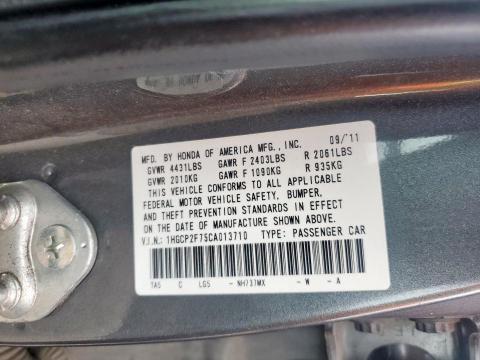 MFD. BY HONDA OF AMERICA MFG., INC. 09/'11
GVWR 4431LBS GAWR F 2403LBS R 2061LBS
GVWR 2010KG GAWR F 1090KG R 935KG
THIS VEHICLE CONFORMS TO ALL APPLICABLE
FEDERAL MOTOR VEHICLE SAFETY, BUMPER,
AND THEFT PREVENTION STANDARDS IN EFFECT
ON THE DATE OF MANUFACTURE SHOWN ABOVE.
V.I.N.: 1HGCP2F75CA013710 TYPE: PASSENGER CAR
TA5 C LG5 - NH737MX - W - A